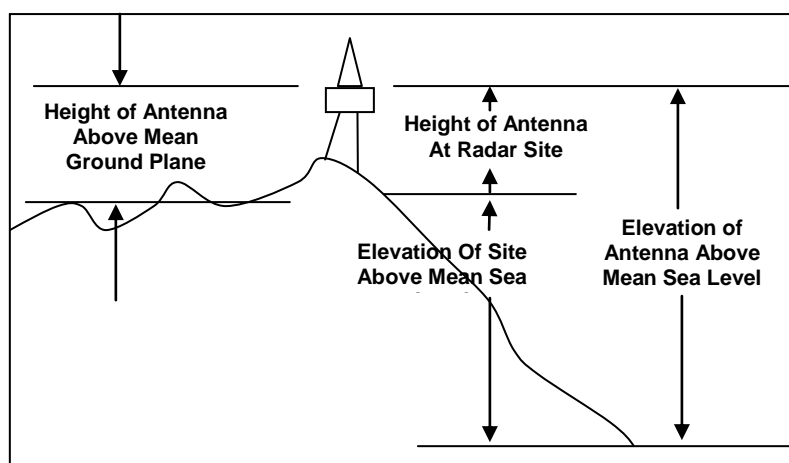 Height of Antenna
Above Mean
Ground Plane
Height of Antenna
At Radar Site
Elevation Of Site
Above Mean Sea
Elevation of
Antenna Above
Mean Sea Level